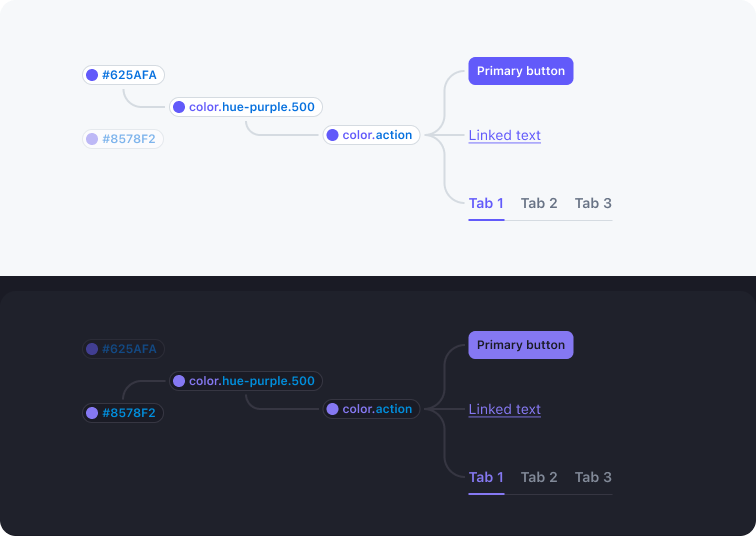 #625AFA
color.hue-purple.500
#8578F2
color.action
Primary button
Linked text
Tab 1 Tab 2 Tab 3
#625AFA
color.hue-purple.500
#8578F2
color.action
Primary button
Linked text
Tab 1 Tab 2 Tab 3